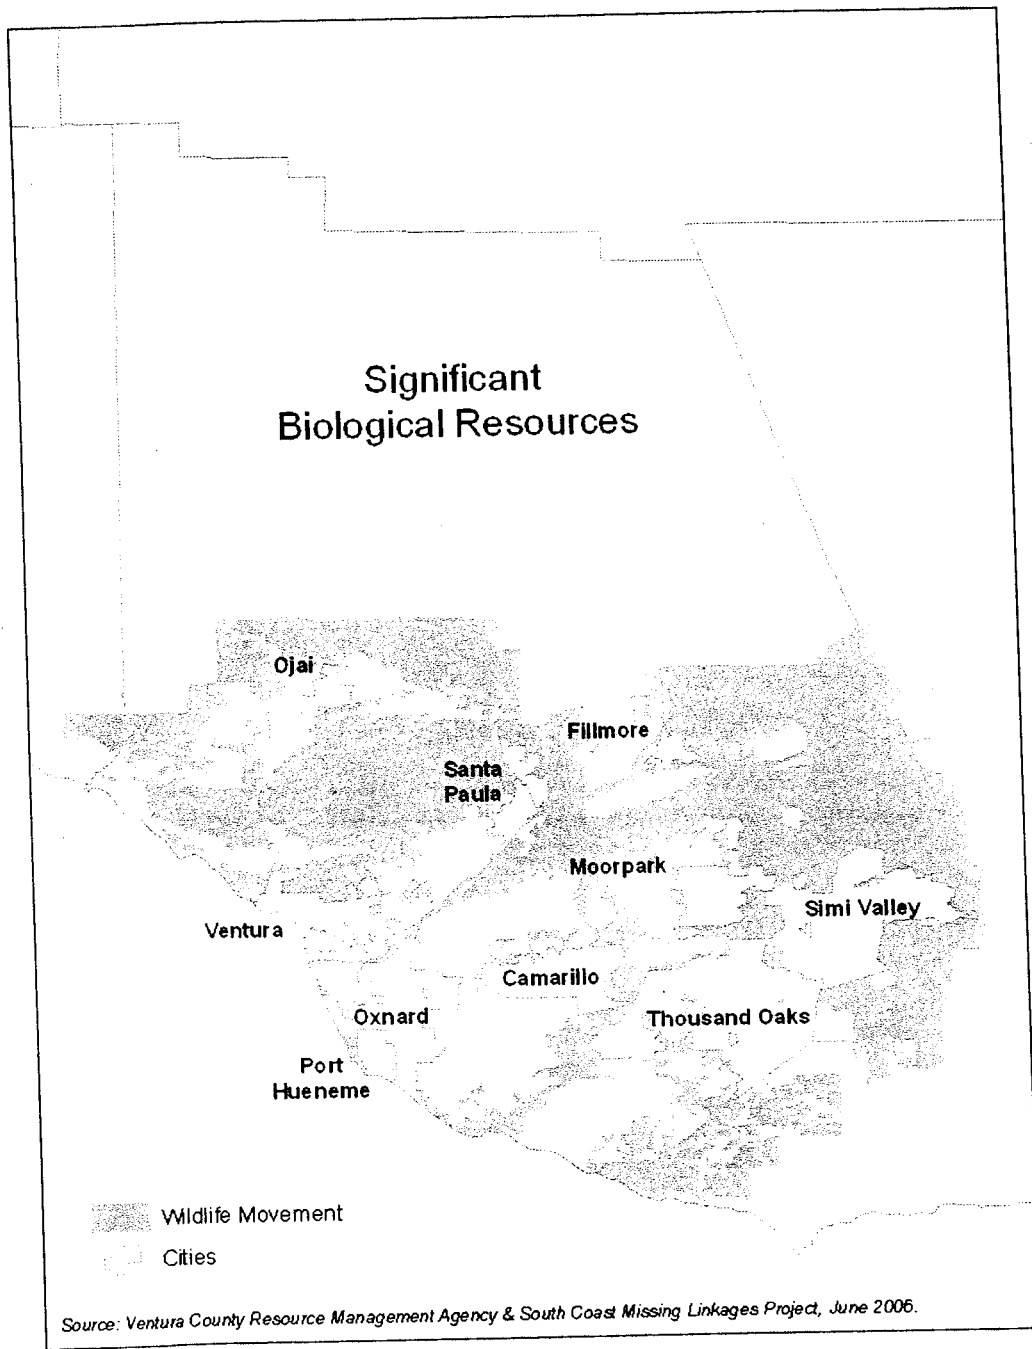 Significant
Biological Resources
Ojai
Fillmore
Santa
Paula
Moorpark
Simi Valley
Ventura
Camarillo
Oxnard
Thousand Oaks
Port
Hueneme
Wildlife Movement
Cities
Source: Ventura County Resource Management Agency & South Coast Missing Linkages Project, June 2006.